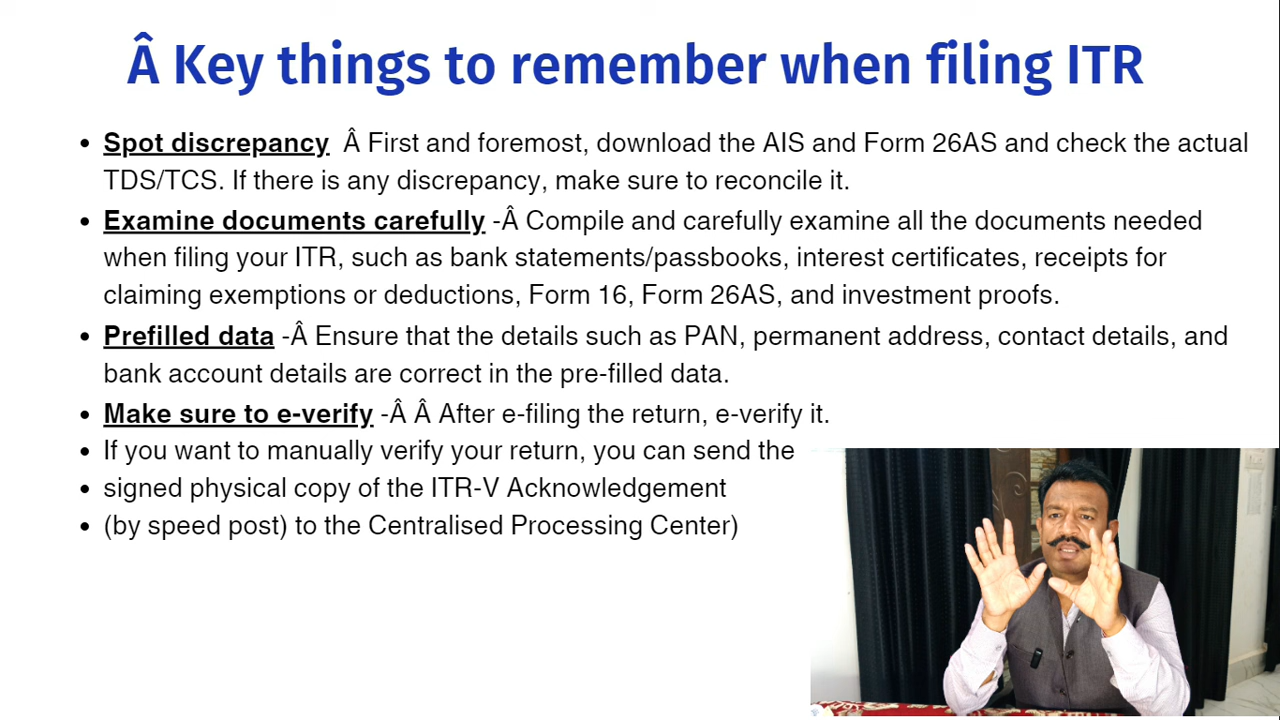 Â Key things to remember when filing ITR
• Spot discrepancy Â First and foremost, download the AIS and Form 26AS and check the actual
TDS/TCS. If there is any discrepancy, make sure to reconcile it.
• Examine documents carefully -Â Compile and carefully examine all the documents needed
when filing your ITR, such as bank statements/passbooks, interest certificates, receipts for
claiming exemptions or deductions, Form 16, Form 26AS, and investment proofs.
• Prefilled data -Â Ensure that the details such as PAN, permanent address, contact details, and
bank account details are correct in the pre-filled data.
• Make sure to e-verify -Â Â After e-filing the return, e-verify it.
• If you want to manually verify your return, you can send the
• signed physical copy of the ITR-V Acknowledgement
• (by speed post) to the Centralised Processing Center)